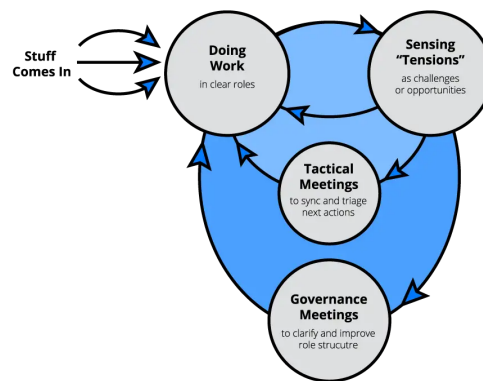 Stuff
Comes In
Doing
Work
in clear roles
Sensing
“Tensions”
as challenges
or opportunities
Tactical
Meetings
to sync and triage
next actions
Governance
Meetings
to clarify and improve
role strucutre